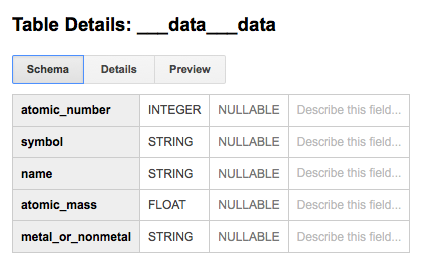 Table Details: ___data___data
Schema Details Preview
atomic_number INTEGER NULLABLE Describe this field...
symbol STRING NULLABLE Describe this field...
name STRING NULLABLE Describe this field...
atomic_mass FLOAT NULLABLE Describe this field...
metal_or_nonmetal STRING NULLABLE Describe this field...